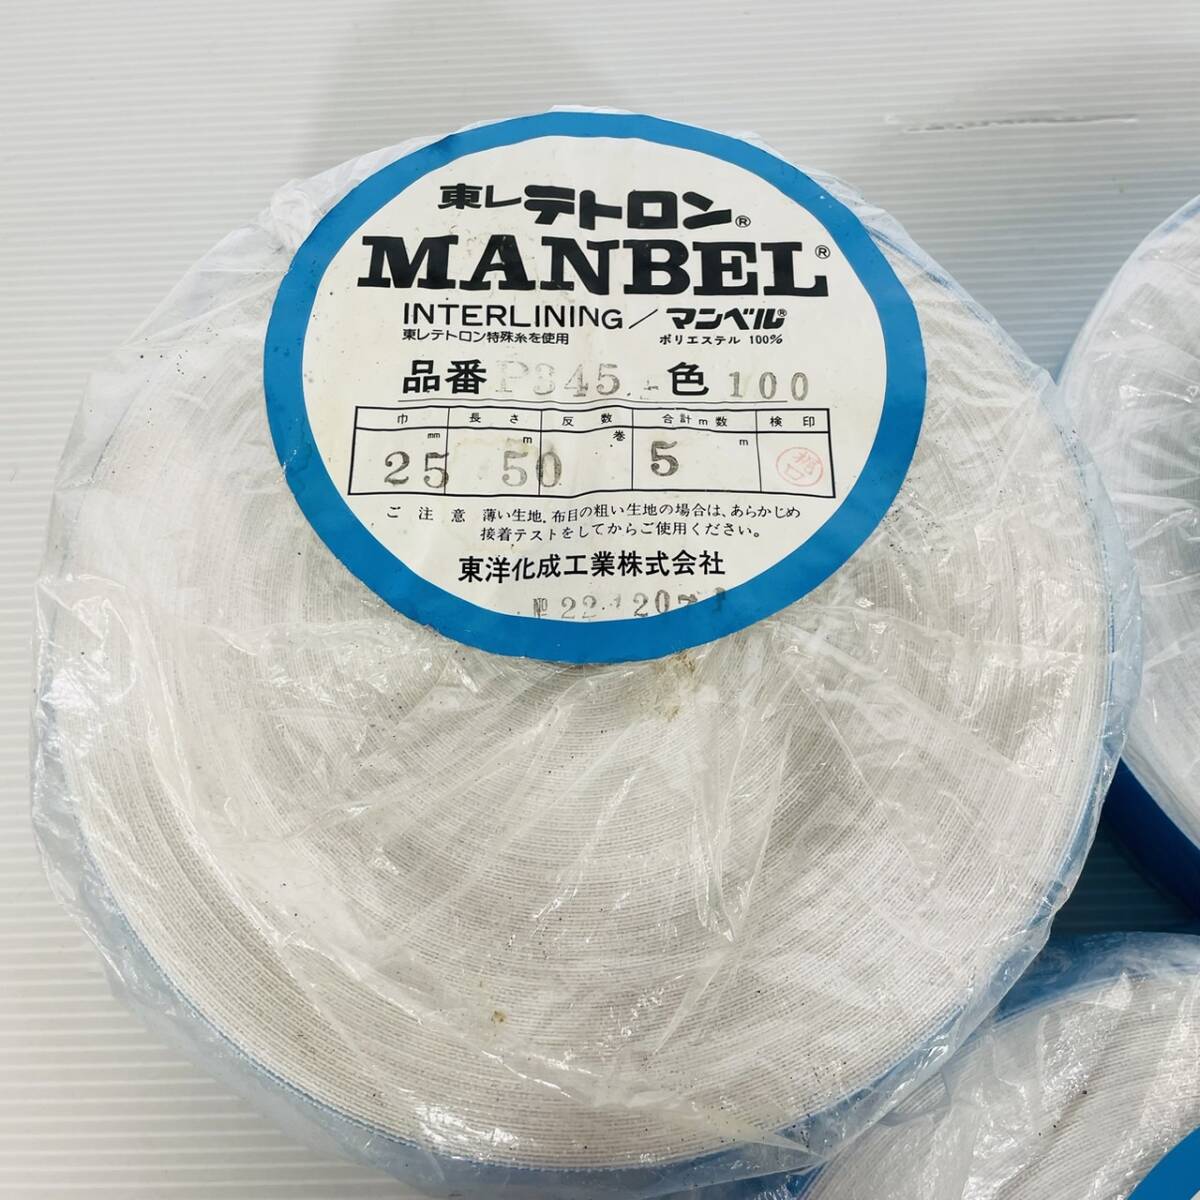 東レテトロン®
MANBEL®
INTERLINING／マンベル®
東レテトロン特殊糸を使用 ポリエステル 100%
品番 P345 色 100
巾 長さ 反数 合計m数 検印
mm m 巻 m
25 50 5
ご注意 薄い生地、布目の粗い生地の場合は、あらかじめ
接着テストをしてからご使用ください。
東洋化成工業株式会社
№ 22